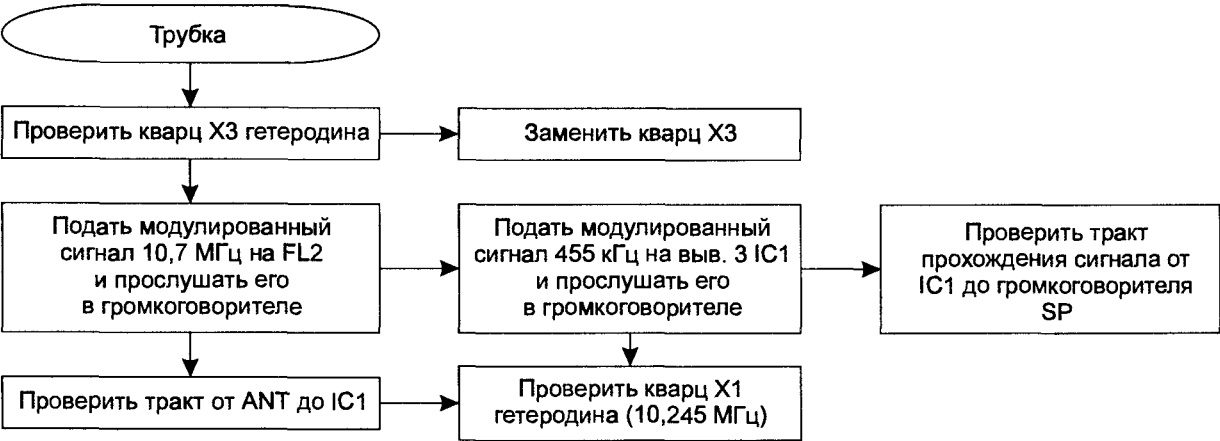 Трубка
Проверить кварц X3 гетеродина
Заменить кварц X3
Подать модулированный
сигнал 10,7 МГц на FL2
и прослушать его
в громкоговорителе
Подать модулированный
сигнал 455 кГц на выв. 3 IC1
и прослушать его
в громкоговорителе
Проверить тракт
прохождения сигнала от
IC1 до громкоговорителя
SP
Проверить тракт от ANT до IC1
Проверить кварц X1
гетеродина (10,245 МГц)